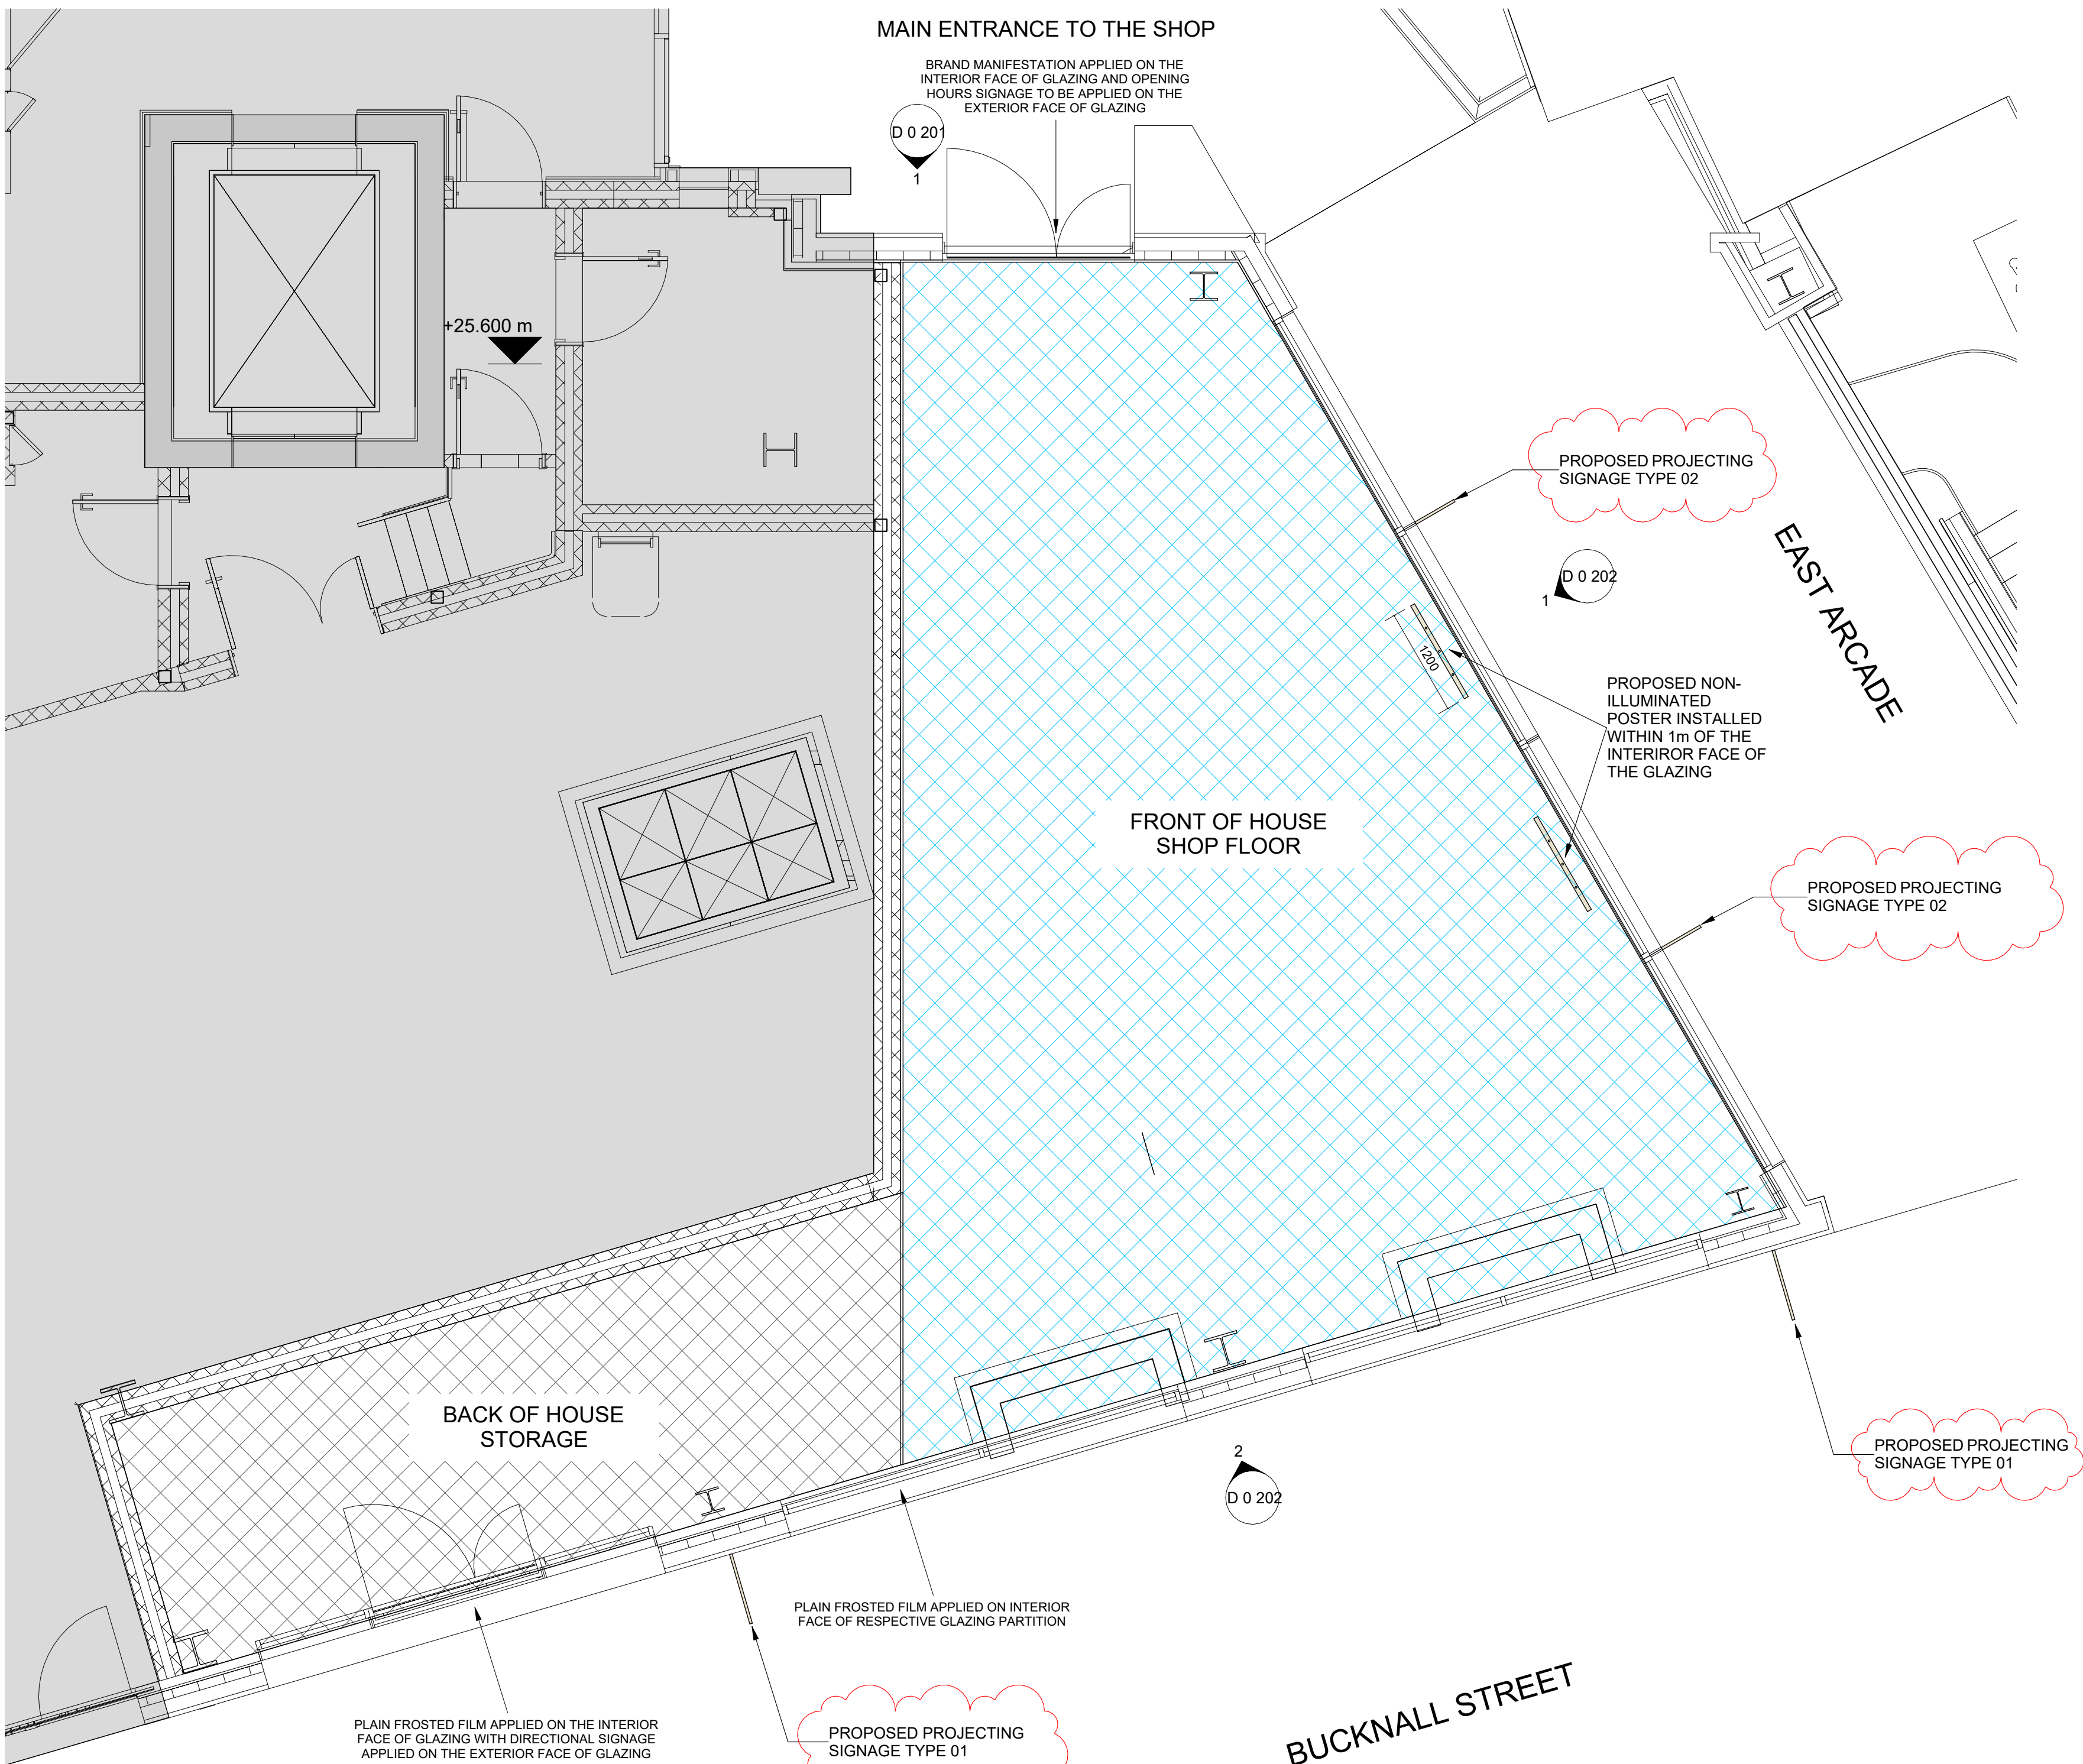 MAIN ENTRANCE TO THE SHOP
BRAND MANIFESTATION APPLIED ON THE
INTERIOR FACE OF GLAZING AND OPENING
HOURS SIGNAGE TO BE APPLIED ON THE
EXTERIOR FACE OF GLAZING
D 0 201
1
+25.600 m
PROPOSED PROJECTING
SIGNAGE TYPE 02
D 0 202
1
EAST ARCADE
1200
PROPOSED NON-
ILLUMINATED
POSTER INSTALLED
WITHIN 1m OF THE
INTERIROR FACE OF
THE GLAZING
FRONT OF HOUSE
SHOP FLOOR
PROPOSED PROJECTING
SIGNAGE TYPE 02
BACK OF HOUSE
STORAGE
2
D 0 202
PROPOSED PROJECTING
SIGNAGE TYPE 01
PLAIN FROSTED FILM APPLIED ON INTERIOR
FACE OF RESPECTIVE GLAZING PARTITION
PLAIN FROSTED FILM APPLIED ON THE INTERIOR
FACE OF GLAZING WITH DIRECTIONAL SIGNAGE
APPLIED ON THE EXTERIOR FACE OF GLAZING
PROPOSED PROJECTING
SIGNAGE TYPE 01
BUCKNALL STREET